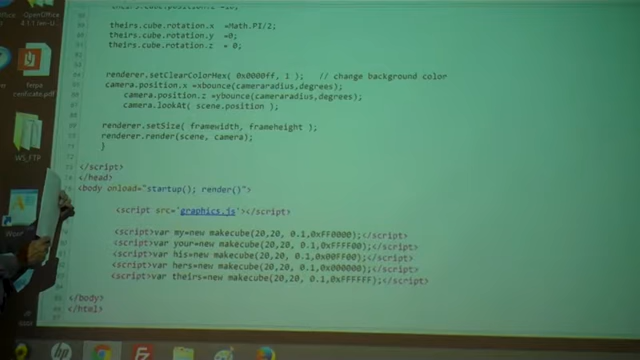 theirs.cube.rotation.x =Math.PI/2;
theirs.cube.rotation.y =0;
theirs.cube.rotation.z = 0;
renderer.setClearColorHex( 0x0000ff, 1 ); // change background color
camera.position.x =xbounce(cameraradius,degrees);
camera.position.z =ybounce(cameraradius,degrees);
camera.lookAt( scene.position );
renderer.setSize( framewidth, frameheight );
renderer.render(scene, camera);
}
</script>
</head>
<body onload="startup(); render()">
<script src='graphics.js'></script>
<script>var my=new makecube(20,20, 0.1,0xFF0000);</script>
<script>var your=new makecube(20,20, 0.1,0xFFFF00);</script>
<script>var his=new makecube(20,20, 0.1,0x00FF00);</script>
<script>var hers=new makecube(20,20, 0.1,0x000000);</script>
<script>var theirs=new makecube(20,20, 0.1,0xFFFFFF);</script>
</body>
</html>
WS_FTP
hp